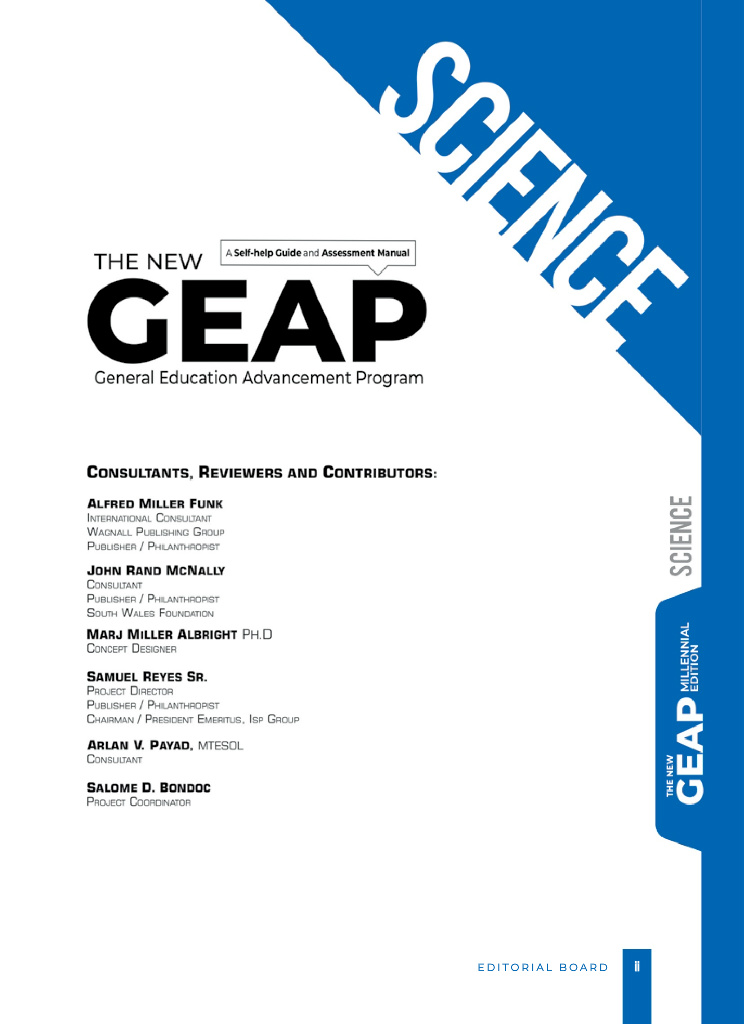 SCIENCE
A Self-help Guide and Assessment Manual
THE NEW
GEAP
General Education Advancement Program
CONSULTANTS, REVIEWERS AND CONTRIBUTORS:
ALFRED MILLER FUNK
INTERNATIONAL CONSULTANT
WAGNALL PUBLISHING GROUP
PUBLISHER / PHILANTHROPIST
JOHN RAND MCNALLY
CONSULTANT
PUBLISHER / PHILANTHROPIST
SOUTH WALES FOUNDATION
MARJ MILLER ALBRIGHT PH.D
CONCEPT DESIGNER
SAMUEL REYES SR.
PROJECT DIRECTOR
PUBLISHER / PHILANTHROPIST
CHAIRMAN / PRESIDENT EMERITUS, ISP GROUP
ARLAN V. PAYAD, MTESOL
CONSULTANT
SALOME D. BONDOC
PROJECT COORDINATOR
SCIENCE
THE NEW
GEAP
MILLENNIAL
EDITION
EDITORIAL BOARD
ii